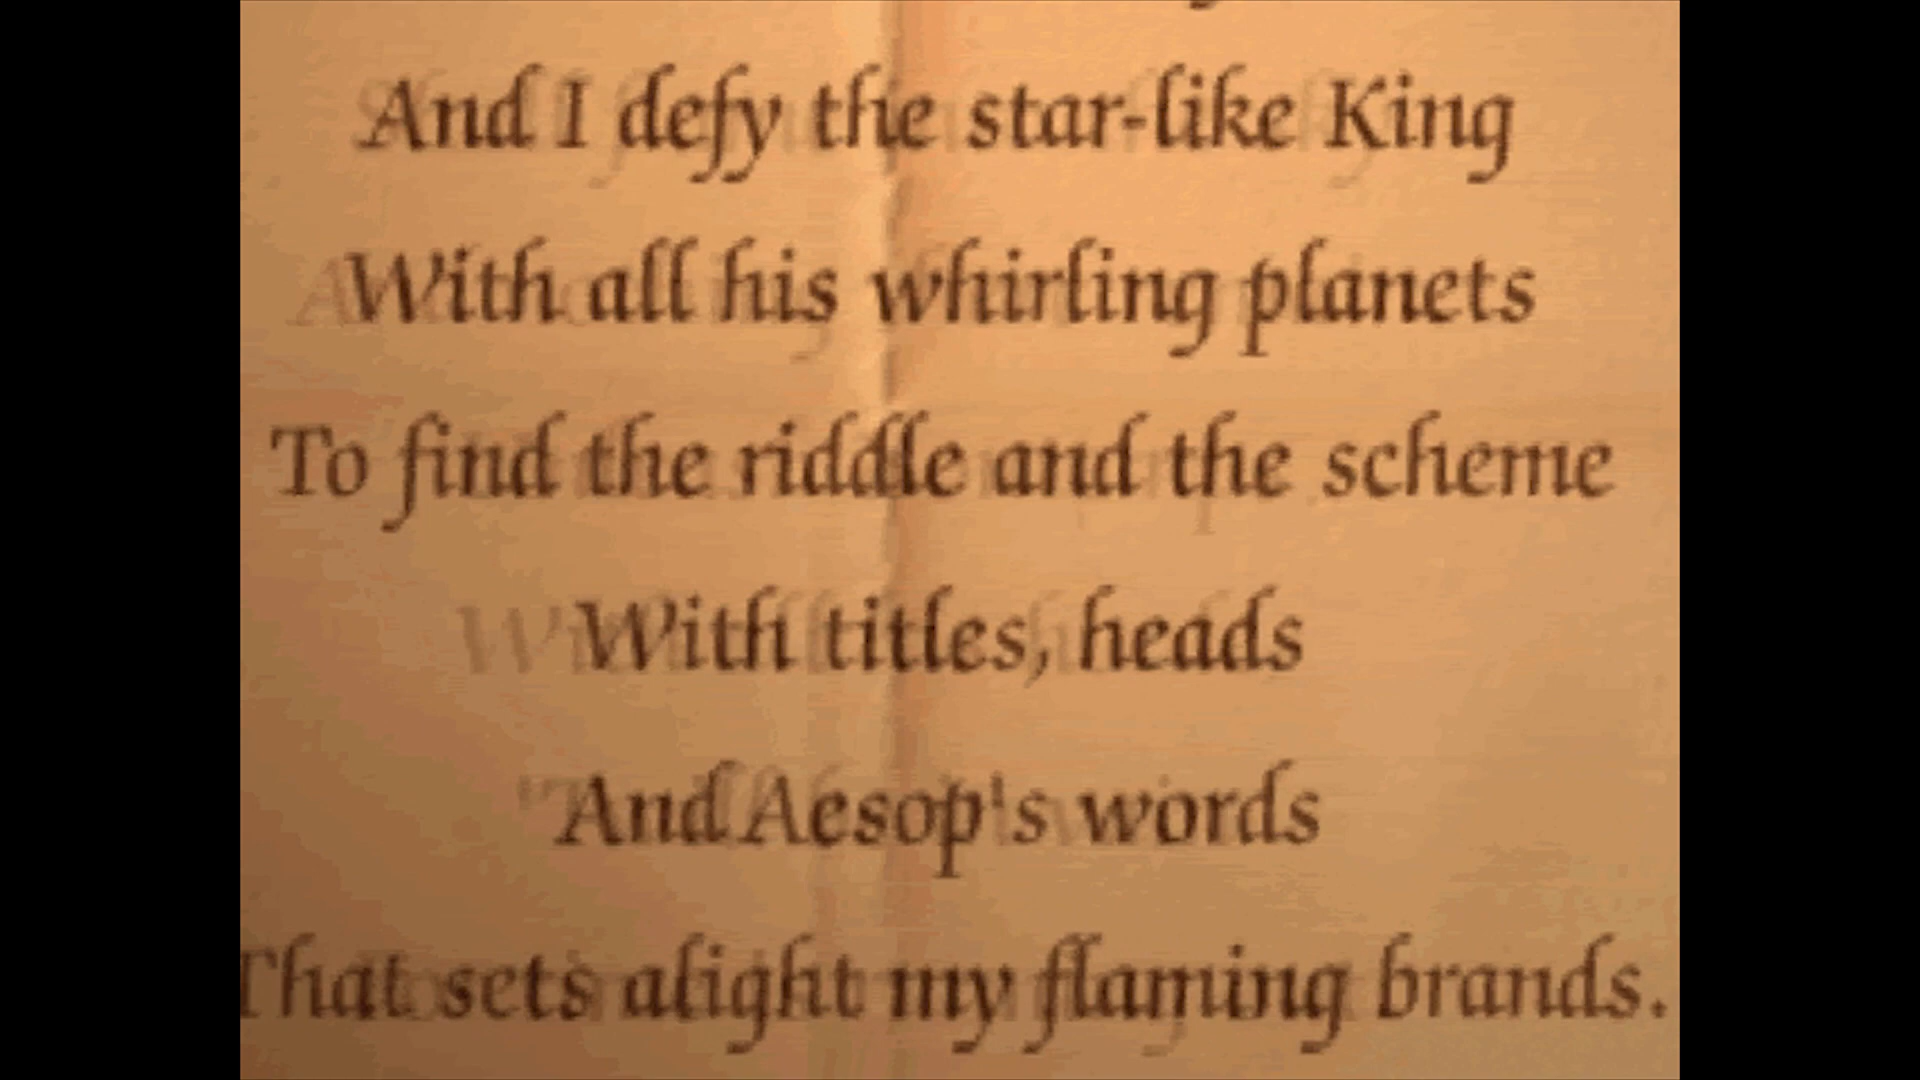 And I defy the star-like King
With all his whirling planets
To find the riddle and the scheme
With titles, heads
And Aesop's words
That sets alight my flaming brands.